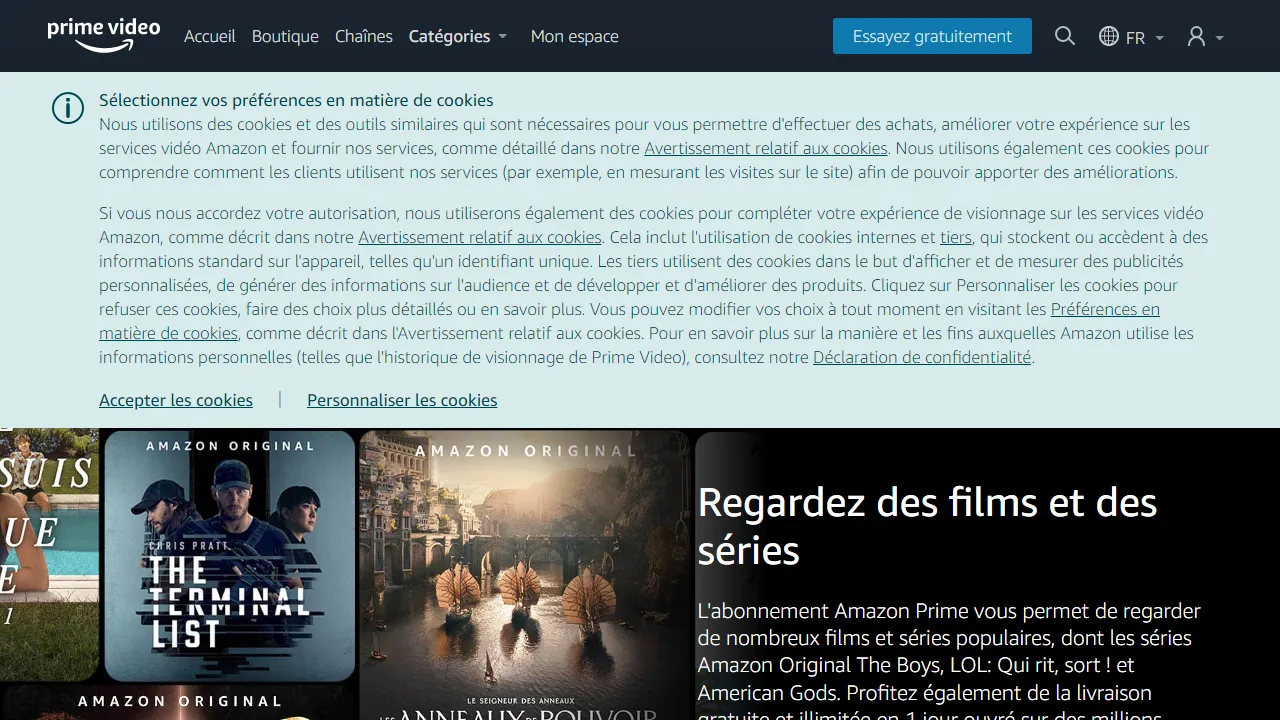 prime video
Accueil
Boutique
Chaînes
Catégories
Mon espace
Essayez gratuitement
FR
Sélectionnez vos préférences en matière de cookies
Nous utilisons des cookies et des outils similaires qui sont nécessaires pour vous permettre d'effectuer des achats, améliorer votre expérience sur les
services vidéo Amazon et fournir nos services, comme détaillé dans notre Avertissement relatif aux cookies. Nous utilisons également ces cookies pour
comprendre comment les clients utilisent nos services (par exemple, en mesurant les visites sur le site) afin de pouvoir apporter des améliorations.
Si vous nous accordez votre autorisation, nous utiliserons également des cookies pour compléter votre expérience de visionnage sur les services vidéo
Amazon, comme décrit dans notre Avertissement relatif aux cookies. Cela inclut l'utilisation de cookies internes et tiers, qui stockent ou accèdent à des
informations standard sur l'appareil, telles qu'un identifiant unique. Les tiers utilisent des cookies dans le but d'afficher et de mesurer des publicités
personnalisées, de générer des informations sur l'audience et de développer et d'améliorer des produits. Cliquez sur Personnaliser les cookies pour
refuser ces cookies, faire des choix plus détaillés ou en savoir plus. Vous pouvez modifier vos choix à tout moment en visitant les Préférences en
matière de cookies, comme décrit dans l'Avertissement relatif aux cookies. Pour en savoir plus sur la manière et les fins auxquelles Amazon utilise les
informations personnelles (telles que l'historique de visionnage de Prime Video), consultez notre Déclaration de confidentialité.
Accepter les cookies | Personnaliser les cookies
SUIS
UE
E
1
AMAZON ORIGINAL
CHRIS PRATT
THE
TERMINAL
LIST
AMAZON ORIGINAL
AMAZON ORIGINAL
LE SEIGNEUR DES ANNEAUX
LES ANNEAUX DE POUVOIR
Regardez des films et des
séries
L'abonnement Amazon Prime vous permet de regarder
de nombreux films et séries populaires, dont les séries
Amazon Original The Boys, LOL: Qui rit, sort ! et
American Gods. Profitez également de la livraison
gratuite et illimitée en 1 jour ouvré sur des millions